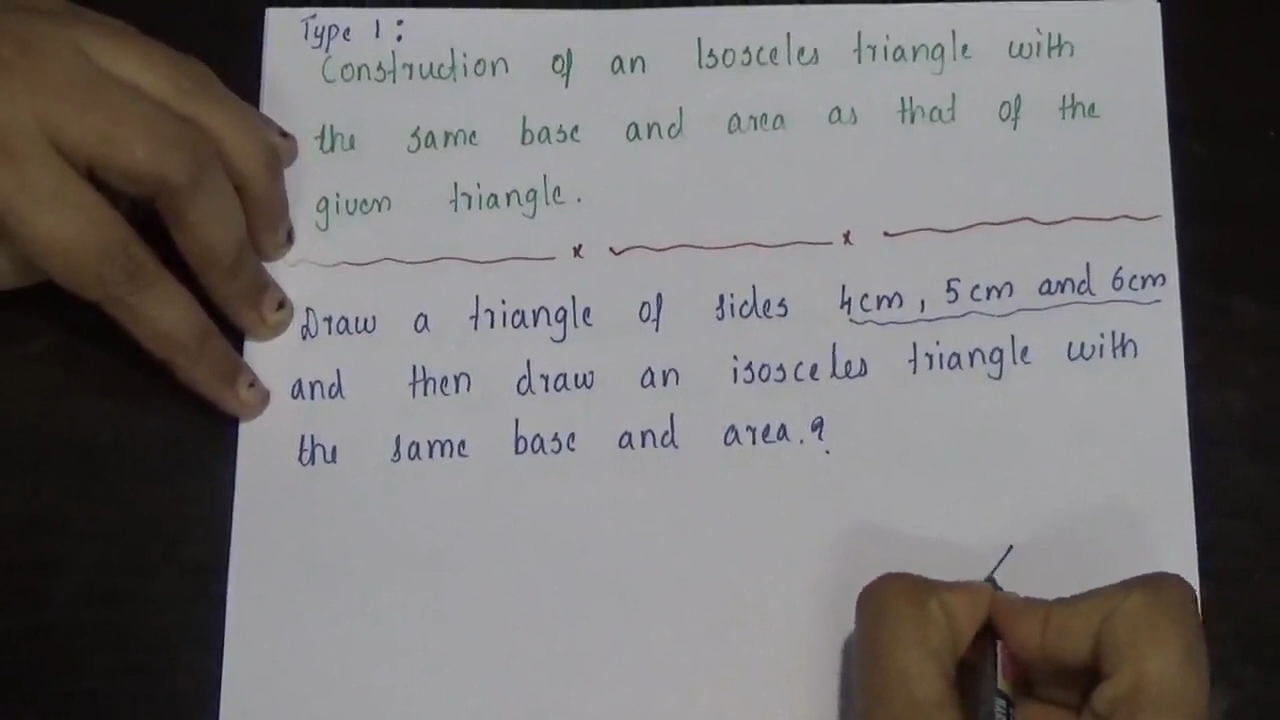 Type 1:
Construction of an Isosceles triangle with
the same base and area as that of the
given triangle.
x x
Draw a triangle of sides 4cm, 5cm and 6cm
and then draw an isosceles triangle with
the same base and area.?